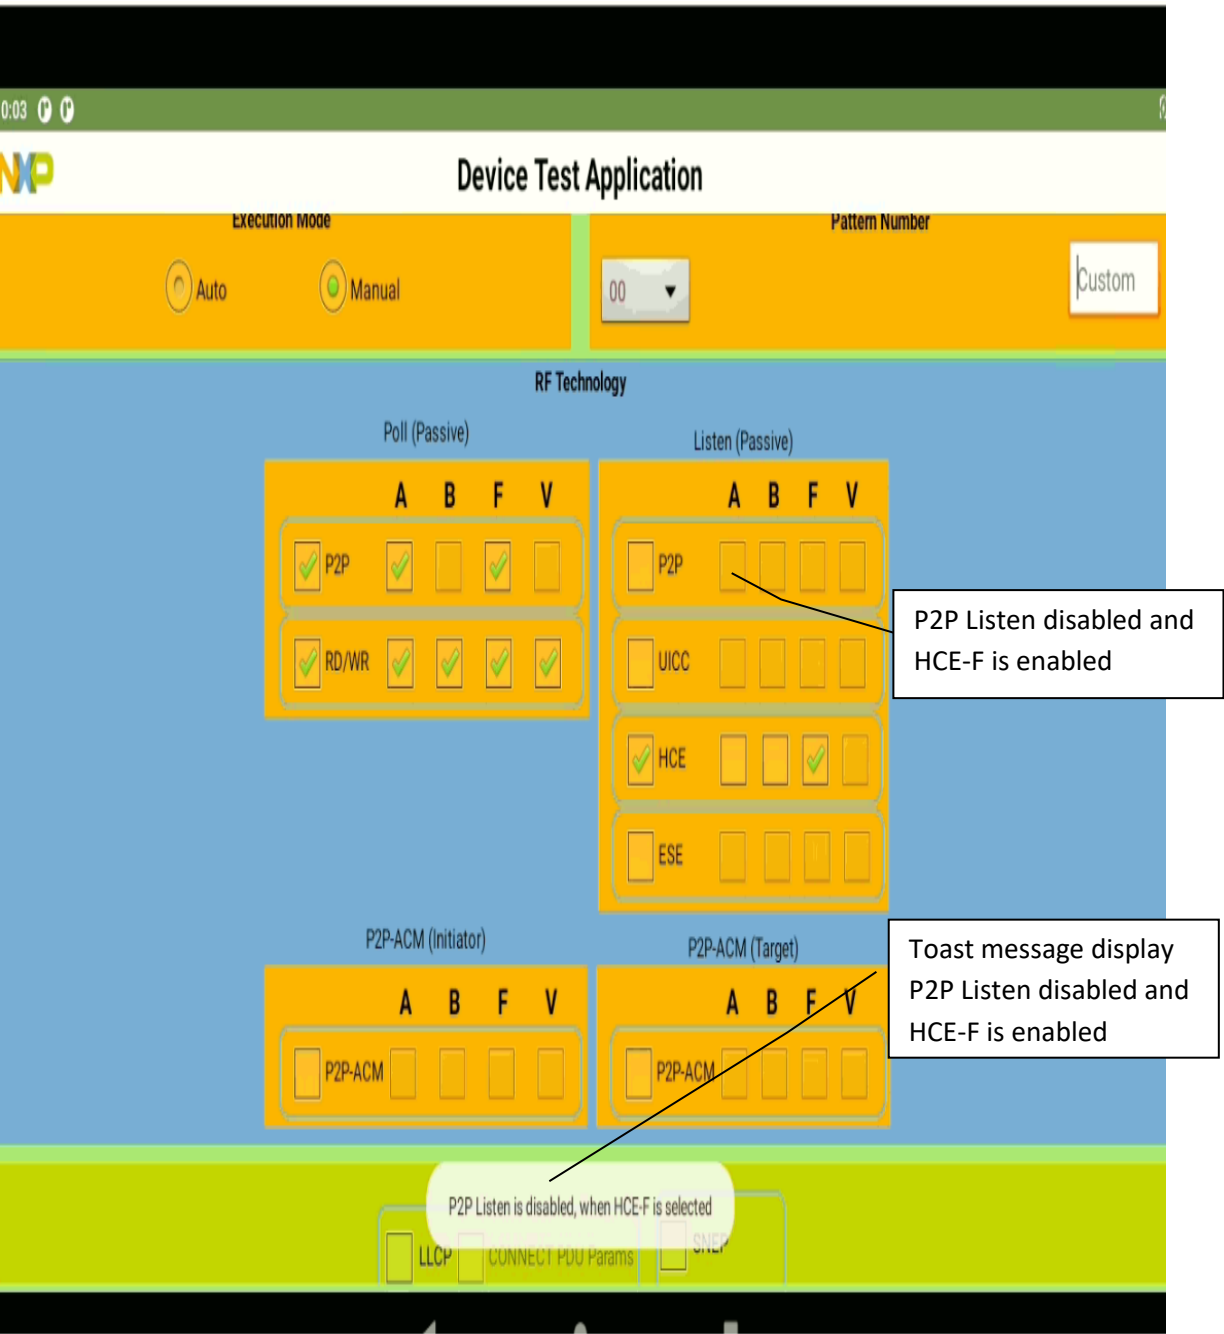 0:03
NXP
Device Test Application
Execution Mode
Pattern Number
Auto
Manual
00
Custom
RF Technology
Poll (Passive)
Listen (Passive)
A B F V
A B F V
P2P
P2P
P2P Listen disabled and
HCE-F is enabled
RD/WR
UICC
HCE
ESE
P2P-ACM (Initiator)
P2P-ACM (Target)
Toast message display
P2P Listen disabled and
HCE-F is enabled
A B F V
A B F V
P2P-ACM
P2P-ACM
P2P Listen is disabled, when HCE-F is selected
LLCP
CONNECT PDU Params
SNEP